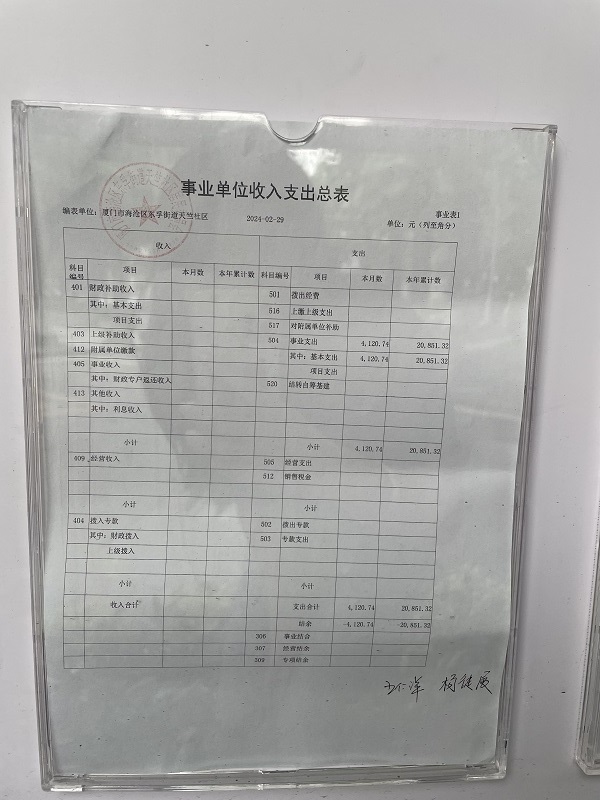 事业单位收入支出总表
事业表1
编表单位：厦门市海沧区东孚街道天竺社区 2024-02-29 单位：元（列至角分）
收入 支出
科目编号 项目 本月数 本年累计数 科目编号 项目 本月数 本年累计数
401 财政补助收入 501 拨出经费
其中：基本支出 516 上缴上级支出
项目支出 517 对附属单位补助
403 上级补助收入 504 事业支出 4,120.74 20,851.32
412 附属单位缴款 其中：基本支出 4,120.74 20,851.32
405 事业收入 项目支出
其中：财政专户返还收入 520 结转自筹基建
413 其他收入
其中：利息收入
小计 小计 4,120.74 20,851.32
409 经营收入 505 经营支出
512 销售税金
小计 小计
404 拨入专款 502 拨出专款
其中：财政拨入 503 专款支出
上级拨入
小计 小计
收入合计 支出合计 4,120.74 20,851.32
结余 -4,120.74 -20,851.32
306 事业结余
307 经营结余
309 专项结余